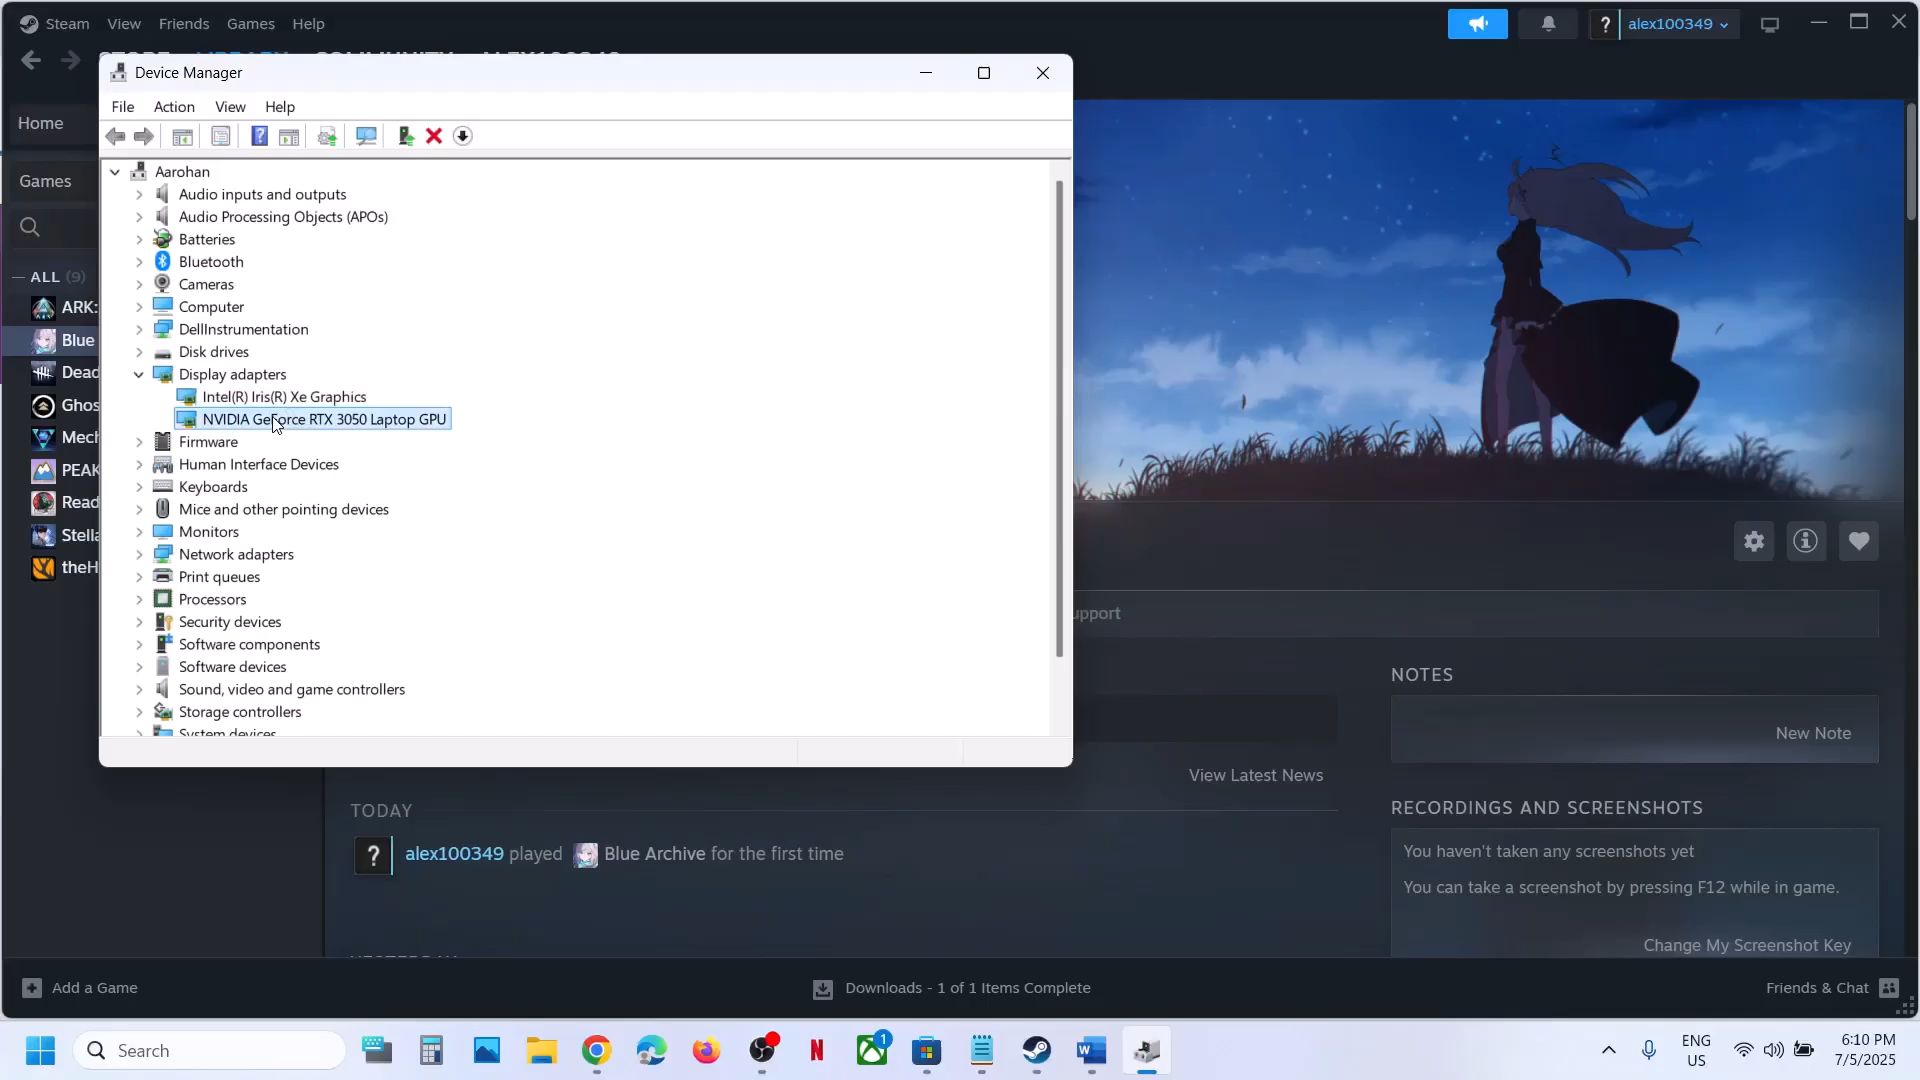 Steam View Friends Games Help
? alex100349
Device Manager
File Action View Help
Home
Games
Aarohan
Audio inputs and outputs
Audio Processing Objects (APOs)
Batteries
Bluetooth
Cameras
Computer
DellInstrumentation
Disk drives
Display adapters
Intel(R) Iris(R) Xe Graphics
NVIDIA GeForce RTX 3050 Laptop GPU
Firmware
Human Interface Devices
Keyboards
Mice and other pointing devices
Monitors
Network adapters
Print queues
Processors
Security devices
Software components
Software devices
Sound, video and game controllers
Storage controllers
System devices
ALL (9)
ARK:
Blue
Dead
Ghos
Mech
PEAK
Read
Stella
theH
upport
NOTES
New Note
View Latest News
TODAY
? alex100349 played Blue Archive for the first time
RECORDINGS AND SCREENSHOTS
You haven't taken any screenshots yet
You can take a screenshot by pressing F12 while in game.
Change My Screenshot Key
Add a Game
Downloads - 1 of 1 Items Complete
Friends & Chat
Search
1
ENG
US
6:10 PM
7/5/2025